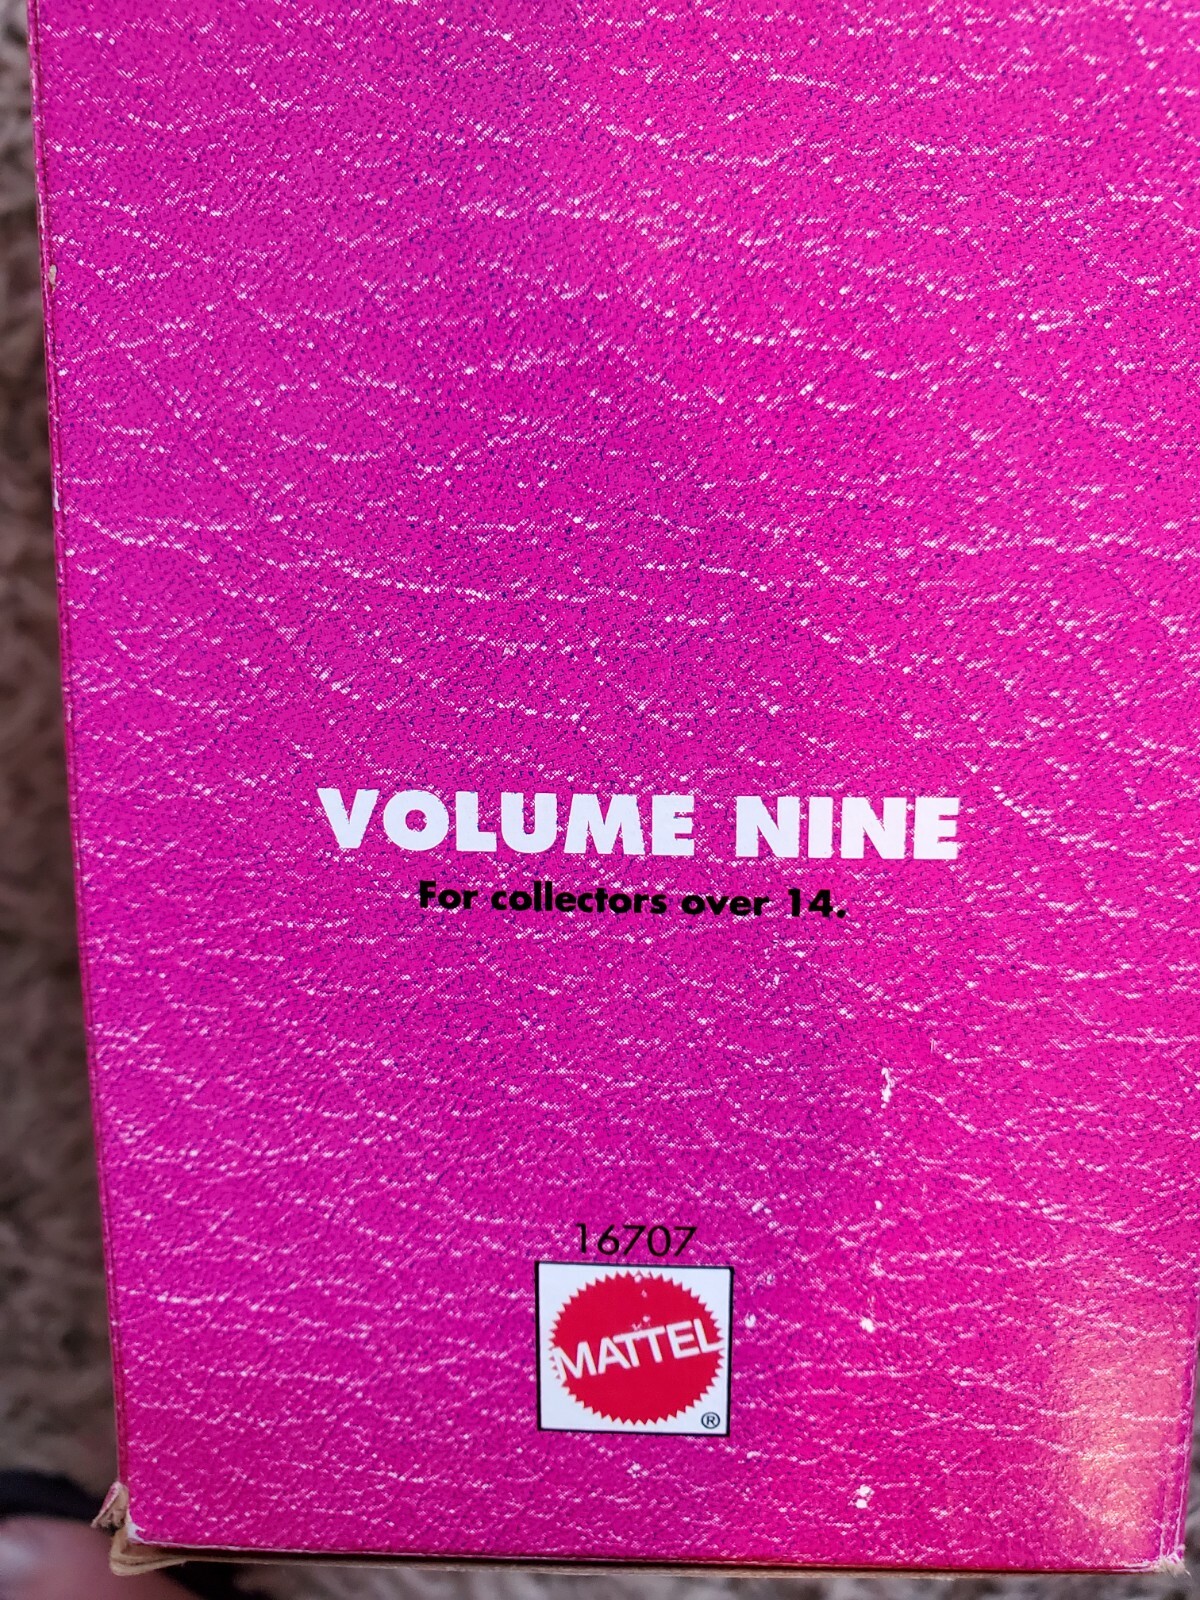 VOLUME NINE
For collectors over 14.
16707
MATTEL
®